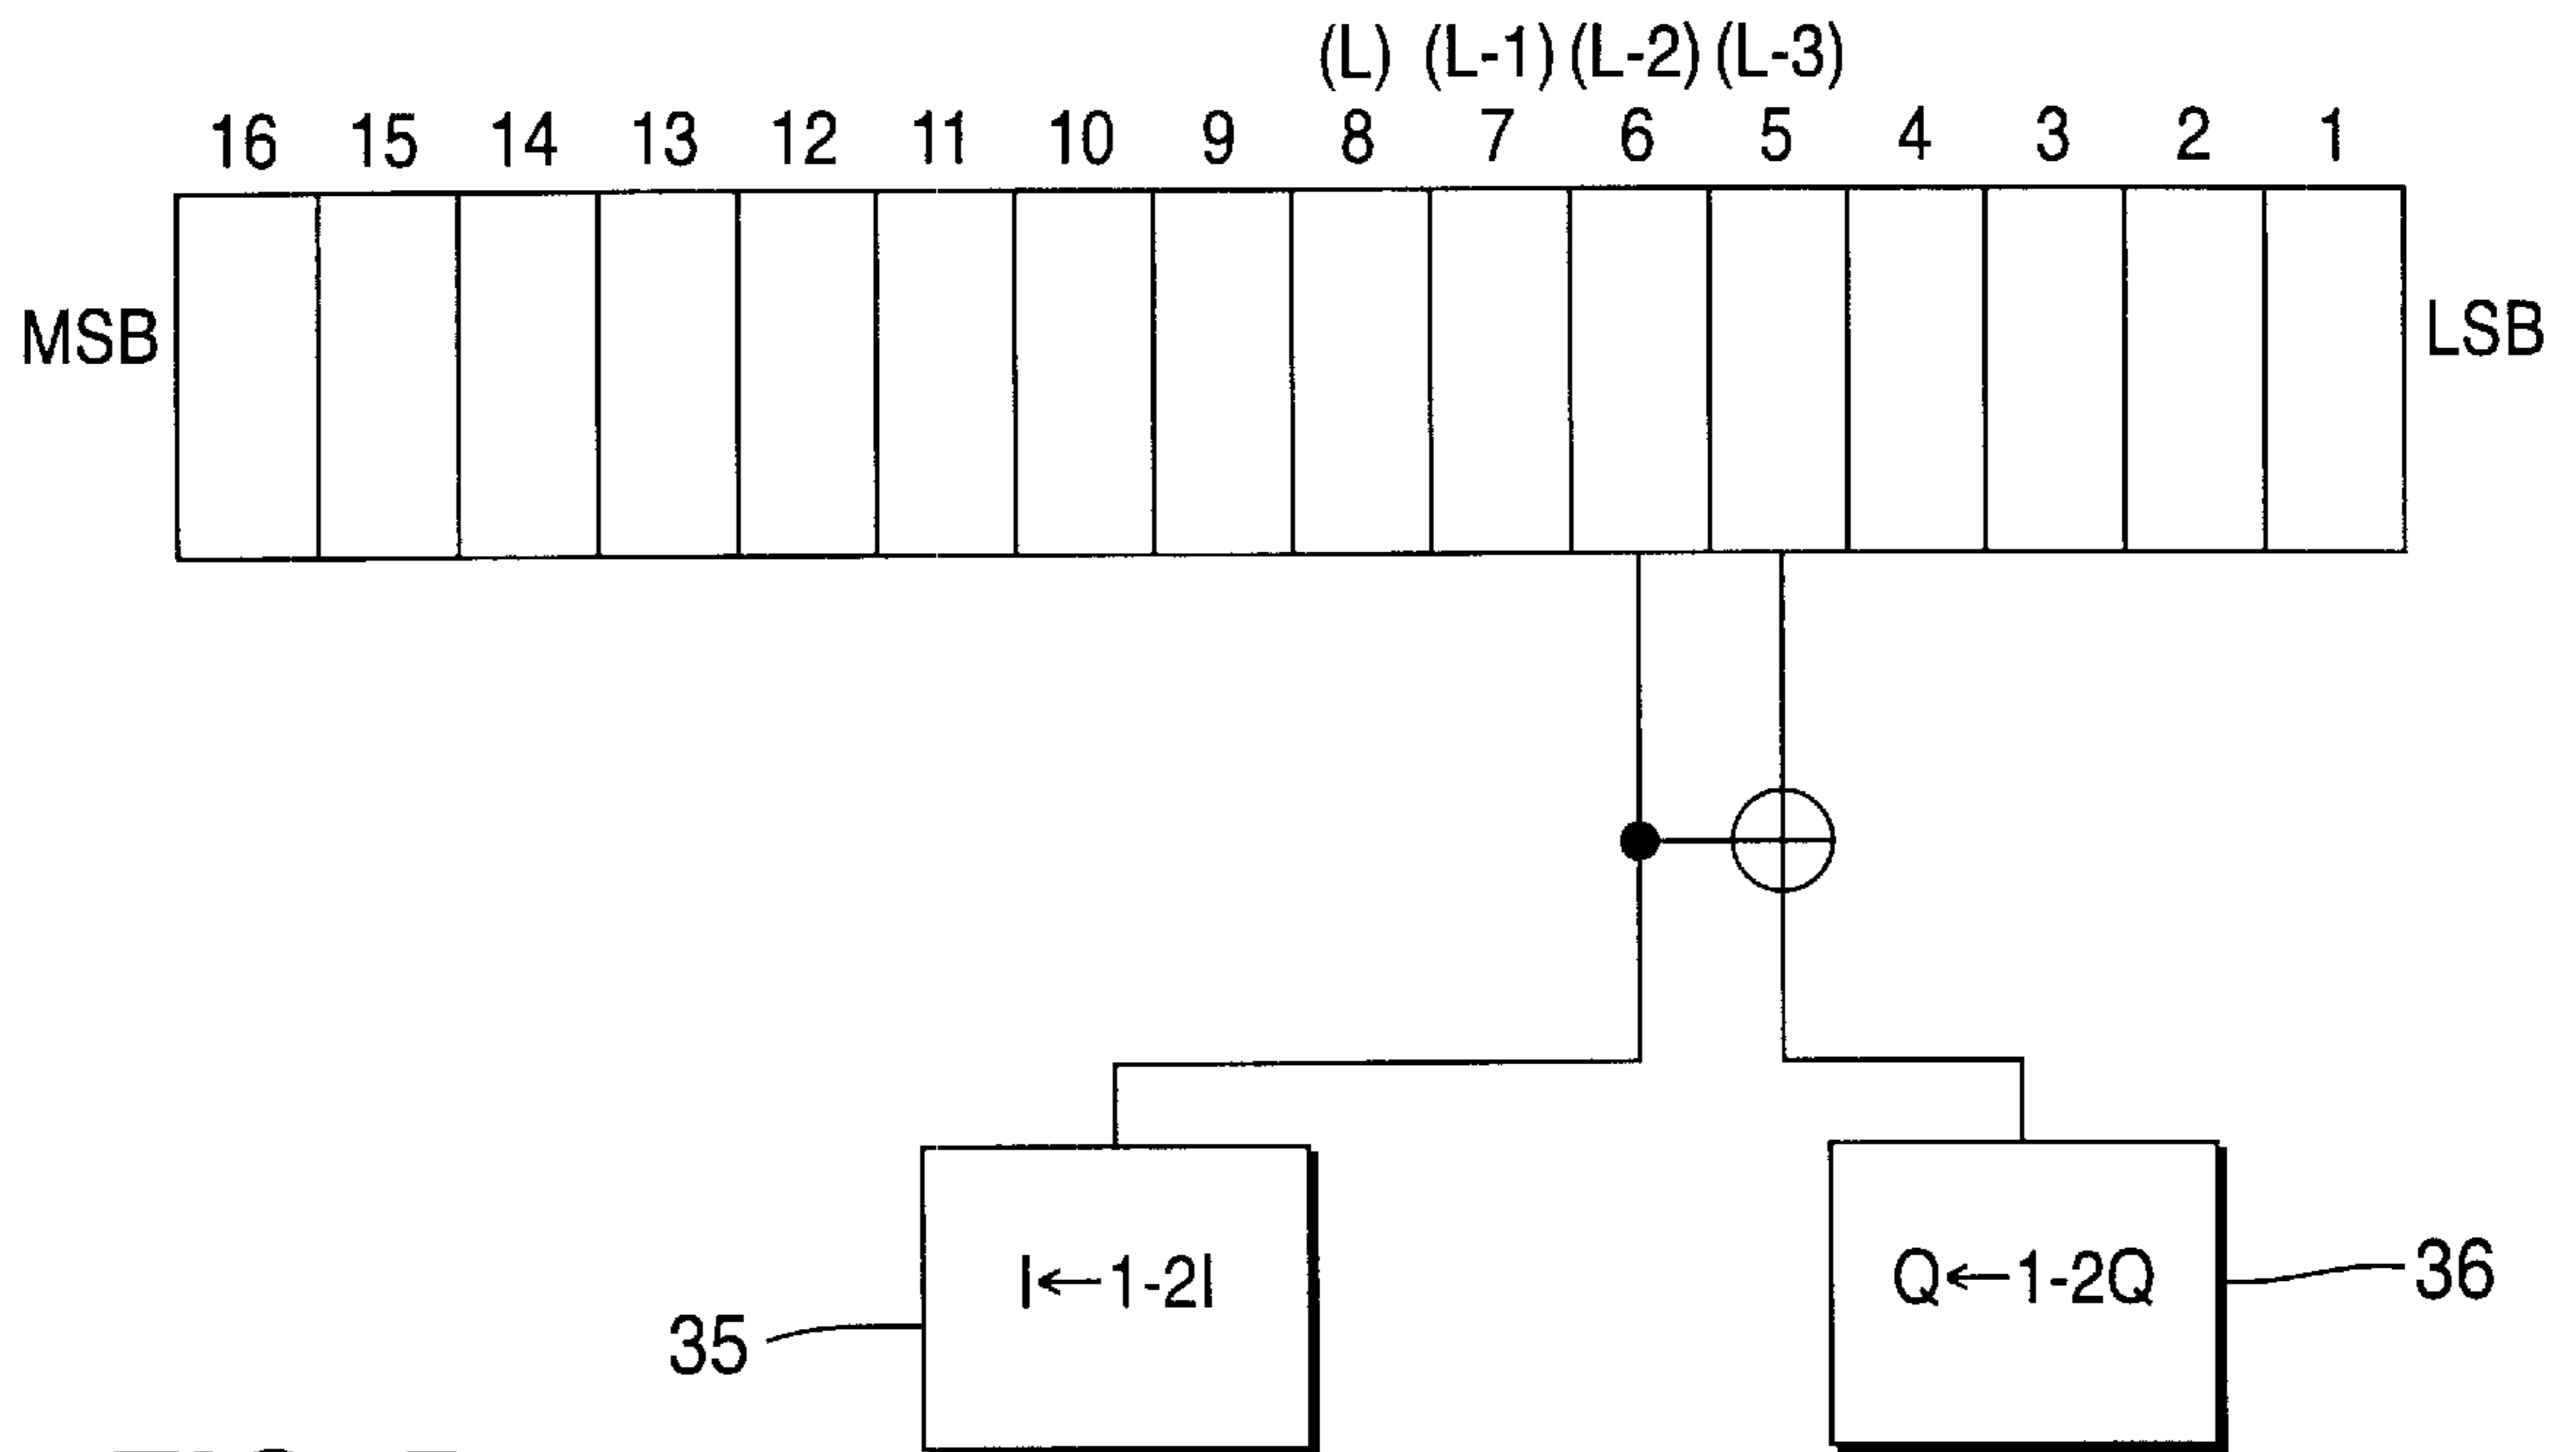 (L) (L-1) (L-2) (L-3)
16 15 14 13 12 11 10 9 8 7 6 5 4 3 2 1
MSB LSB
I←1-2I
Q←1-2Q
35
36